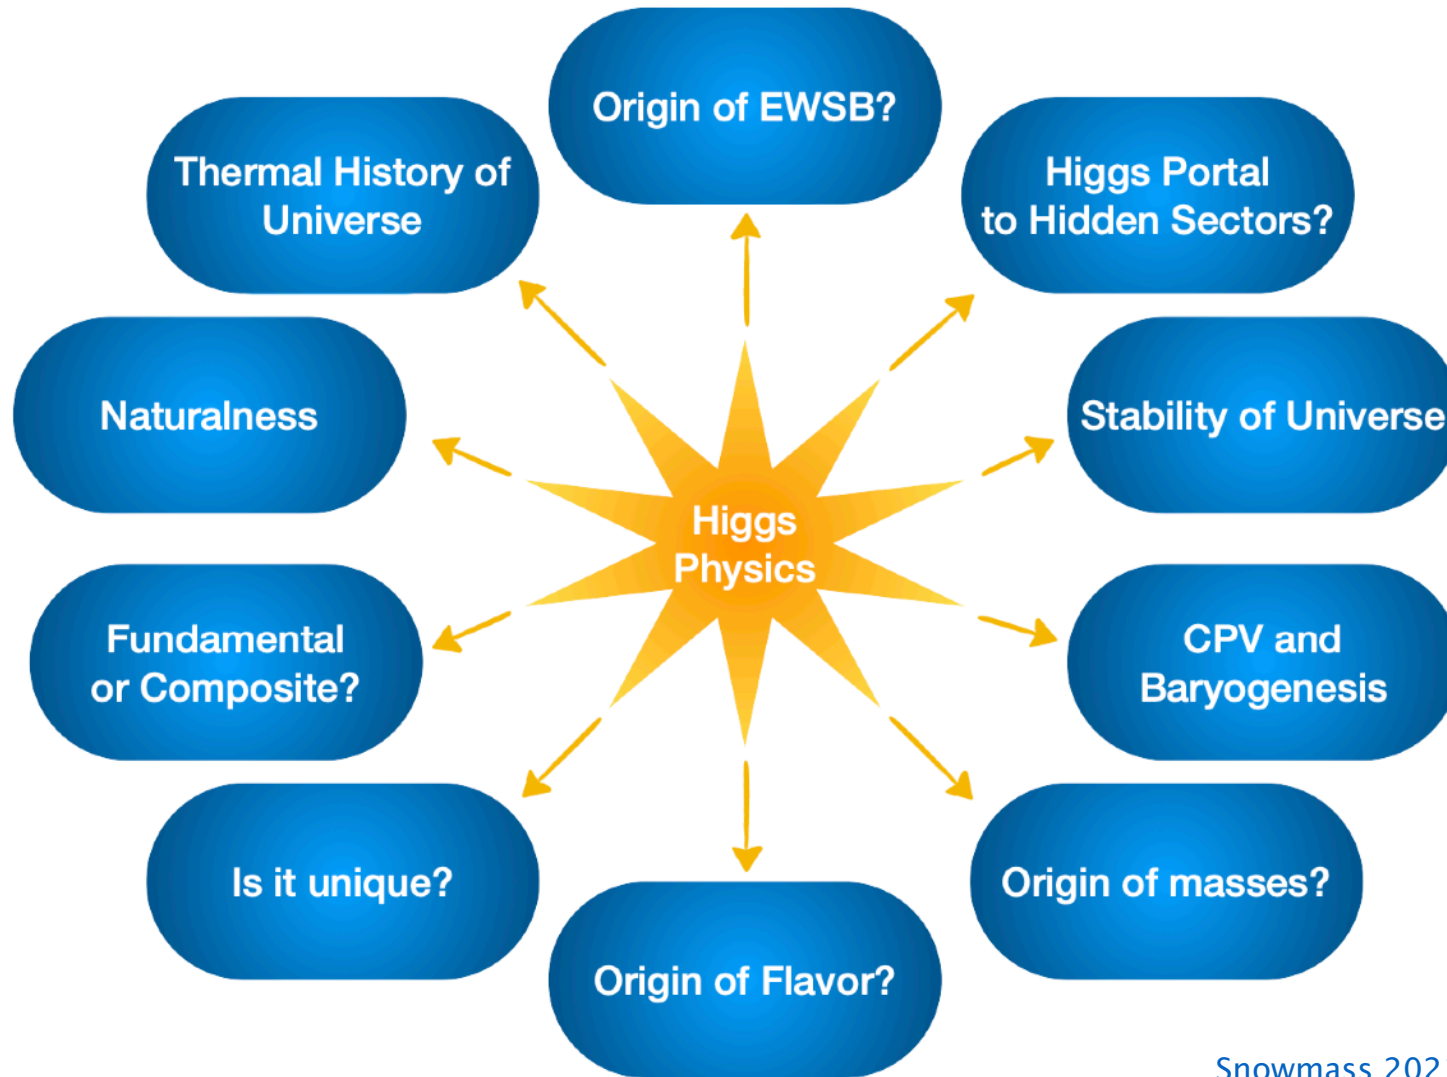 Origin of EWSB?
Thermal History of
Universe
Higgs Portal
to Hidden Sectors?
Naturalness
Stability of Universe
Higgs
Physics
Fundamental
or Composite?
CPV and
Baryogenesis
Is it unique?
Origin of masses?
Origin of Flavor?
Snowmass